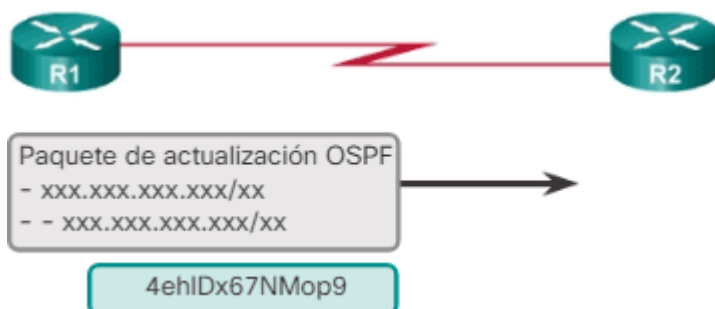 R1
R2
Paquete de actualización OSPF
- xxx.xxx.xxx.xxx/xx
- - xxx.xxx.xxx.xxx/xx
4ehIDx67NMop9